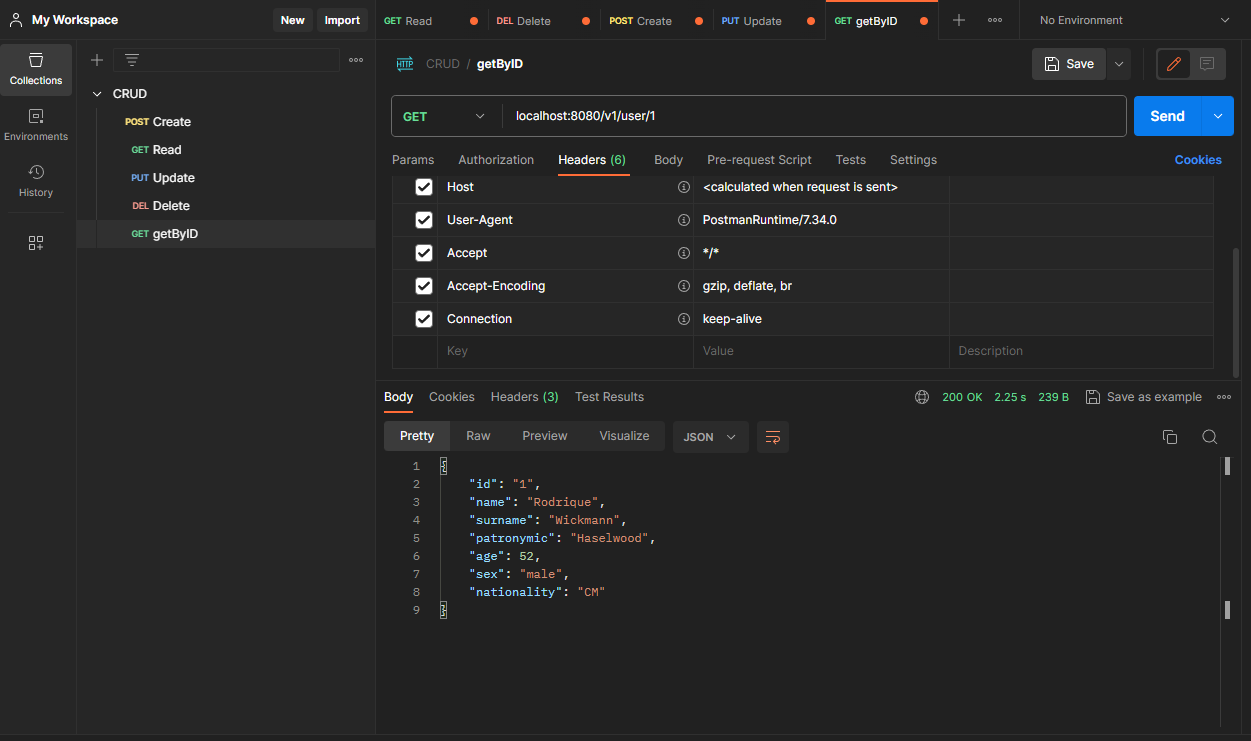 My Workspace
New
Import
GET Read
DEL Delete
POST Create
PUT Update
GET getByID
No Environment
Collections
Environments
History
CRUD
POST Create
GET Read
PUT Update
DEL Delete
GET getByID
HTTP CRUD / getByID
Save
GET
localhost:8080/v1/user/1
Send
Params Authorization Headers (6) Body Pre-request Script Tests Settings Cookies
Host <calculated when request is sent>
User-Agent PostmanRuntime/7.34.0
Accept */*
Accept-Encoding gzip, deflate, br
Connection keep-alive
Key Value Description
Body Cookies Headers (3) Test Results 200 OK 2.25 s 239 B Save as example
Pretty Raw Preview Visualize JSON
1 {
2 "id": "1",
3 "name": "Rodrique",
4 "surname": "Wickmann",
5 "patronymic": "Haselwood",
6 "age": 52,
7 "sex": "male",
8 "nationality": "CM"
9 }